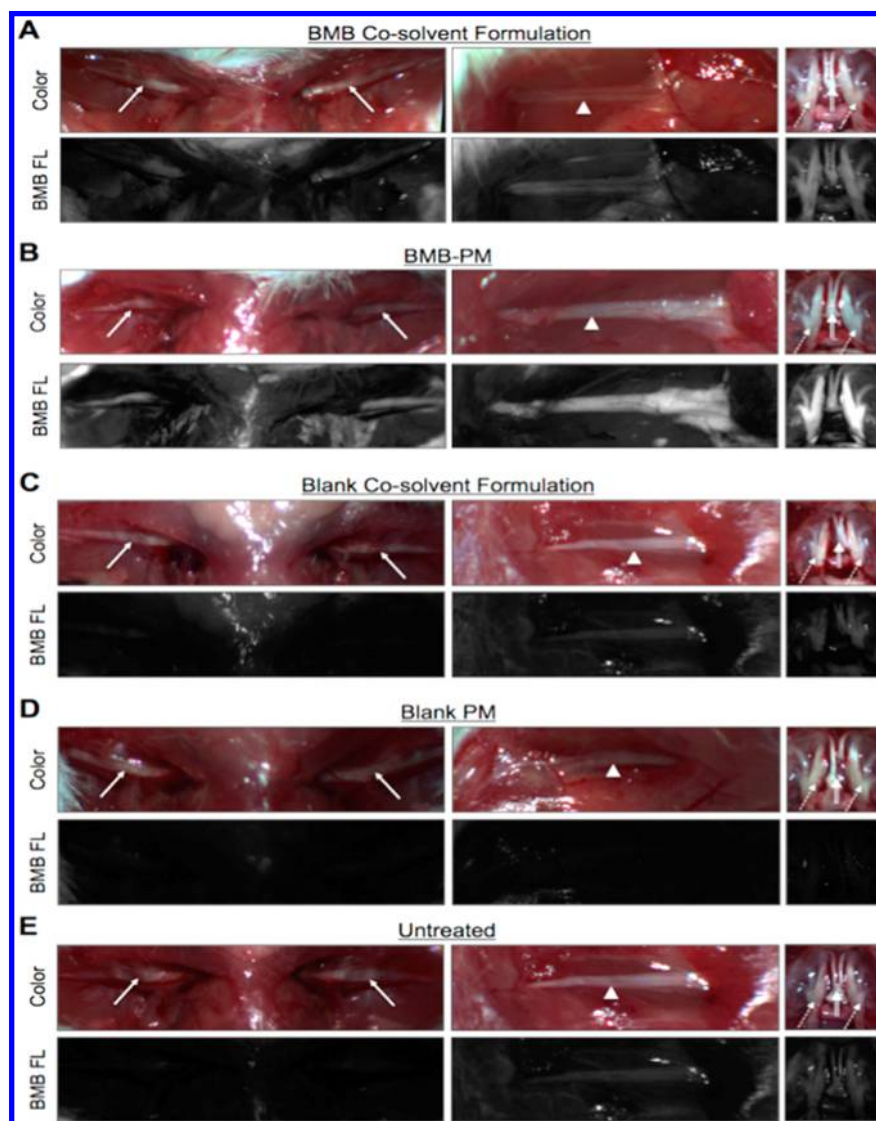 A
BMB Co-solvent Formulation
Color
BMB FL
B
BMB-PM
Color
BMB FL
C
Blank Co-solvent Formulation
Color
BMB FL
D
Blank PM
Color
BMB FL
E
Untreated
Color
BMB FL